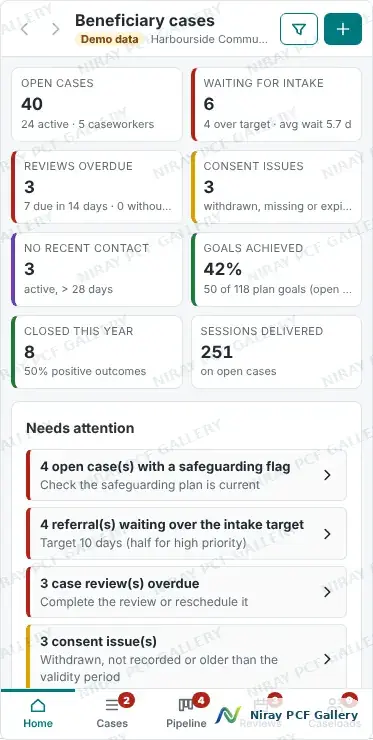 Beneficiary cases
Demo data Harbourside Commu...
OPEN CASES
40
24 active · 5 caseworkers
WAITING FOR INTAKE
6
4 over target · avg wait 5.7 d
REVIEWS OVERDUE
3
7 due in 14 days · 0 withou...
CONSENT ISSUES
3
withdrawn, missing or expi...
NO RECENT CONTACT
3
active, > 28 days
GOALS ACHIEVED
42%
50 of 118 plan goals (open ...
CLOSED THIS YEAR
8
50% positive outcomes
SESSIONS DELIVERED
251
on open cases
Needs attention
4 open case(s) with a safeguarding flag
Check the safeguarding plan is current
4 referral(s) waiting over the intake target
Target 10 days (half for high priority)
3 case review(s) overdue
Complete the review or reschedule it
3 consent issue(s)
Withdrawn, not recorded or older than the
validity period
Home
2
Cases
4
Pipeline
3
Reviews
Caseloads
Niray PCF Gallery
NIRAY PCF GALLERY